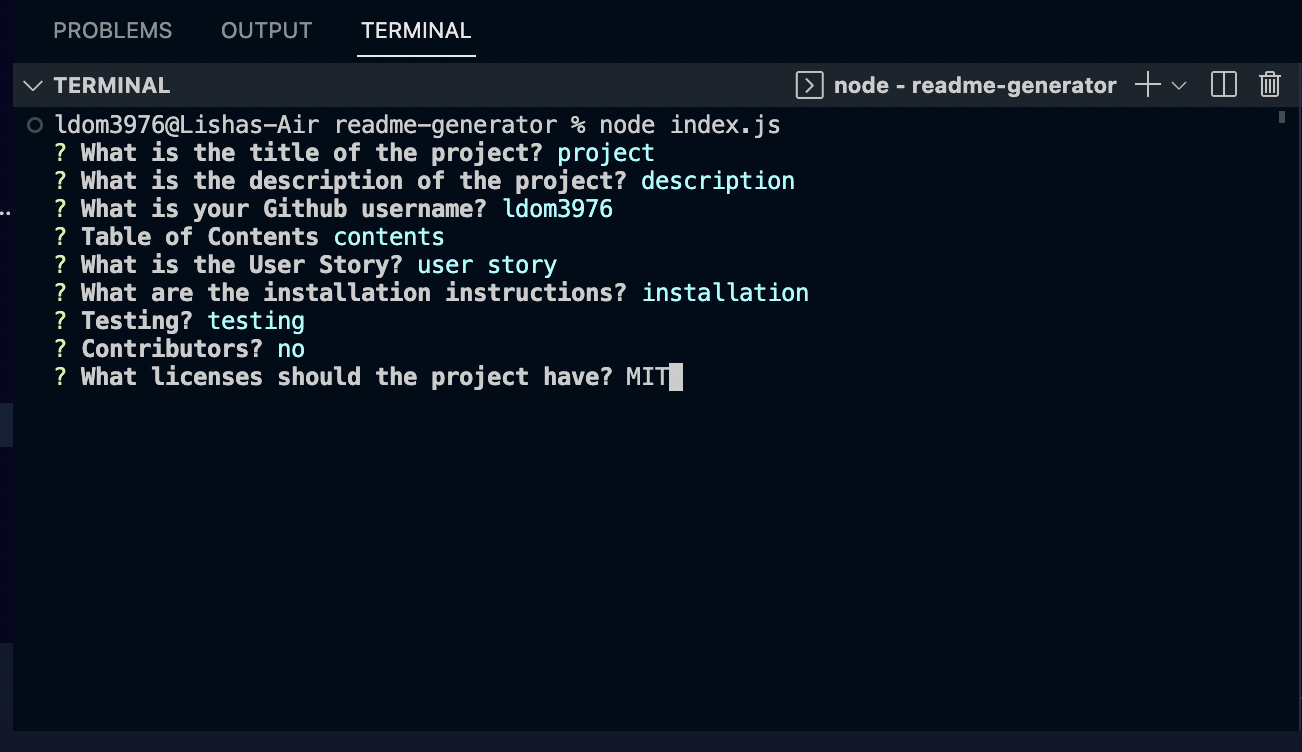 PROBLEMS OUTPUT TERMINAL
TERMINAL node - readme-generator
ldom3976@Lishas-Air readme-generator % node index.js
? What is the title of the project? project
? What is the description of the project? description
? What is your Github username? ldom3976
? Table of Contents contents
? What is the User Story? user story
? What are the installation instructions? installation
? Testing? testing
? Contributors? no
? What licenses should the project have? MIT